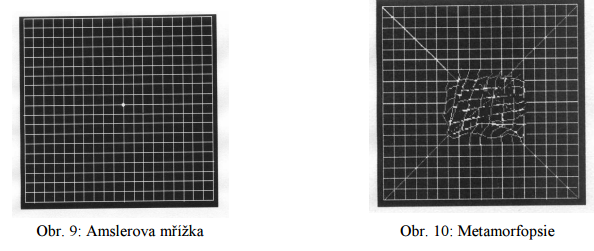 Obr. 9: Amslerova mřížka
Obr. 10: Metamorfopsie